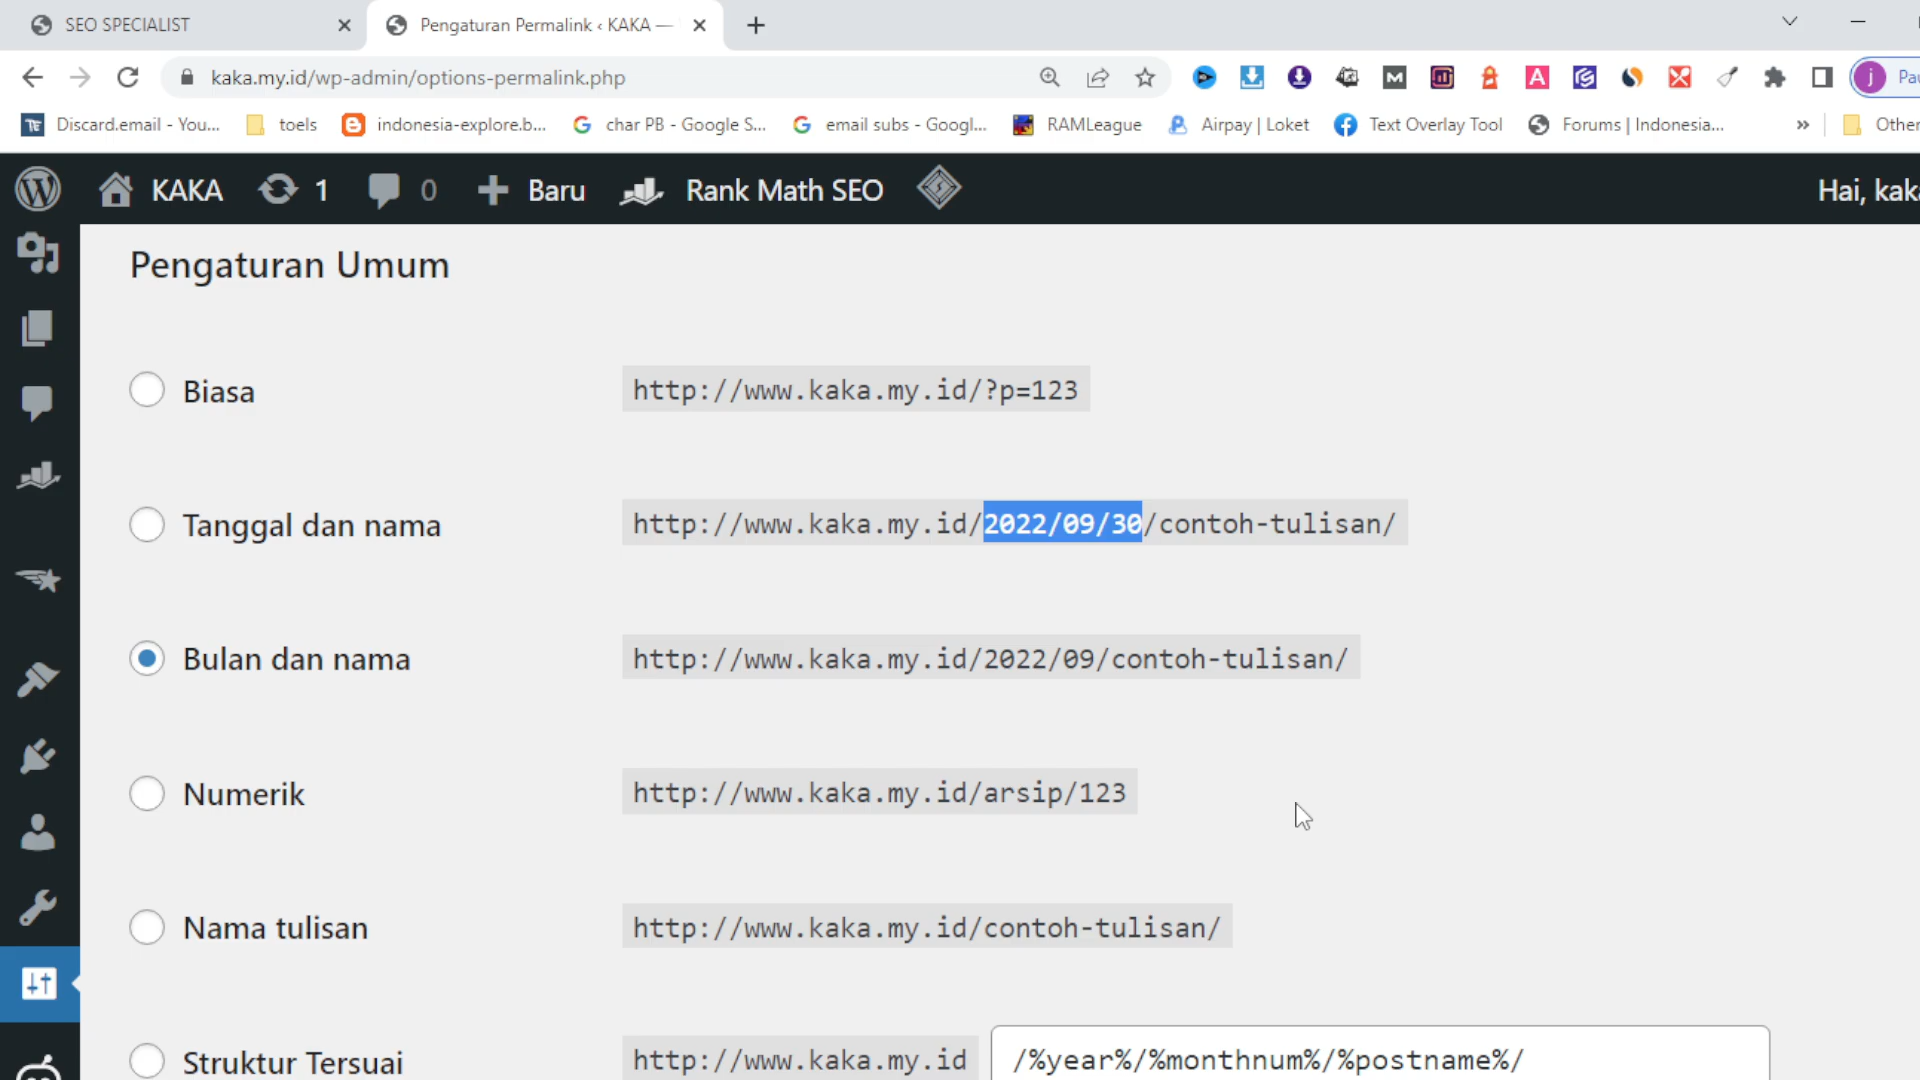 SEO SPECIALIST
Pengaturan Permalink ‹ KAKA —
kaka.my.id/wp-admin/options-permalink.php
Discard.email - You... toels indonesia-explore.b... char PB - Google S... email subs - Googl... RAMLeague Airpay | Loket Text Overlay Tool Forums | Indonesia... » Other
KAKA 1 0 Baru Rank Math SEO Hai, kaka
Pengaturan Umum
Biasa http://www.kaka.my.id/?p=123
Tanggal dan nama http://www.kaka.my.id/2022/09/30/contoh-tulisan/
Bulan dan nama http://www.kaka.my.id/2022/09/contoh-tulisan/
Numerik http://www.kaka.my.id/arsip/123
Nama tulisan http://www.kaka.my.id/contoh-tulisan/
Struktur Tersuai http://www.kaka.my.id /%year%/%monthnum%/%postname%/